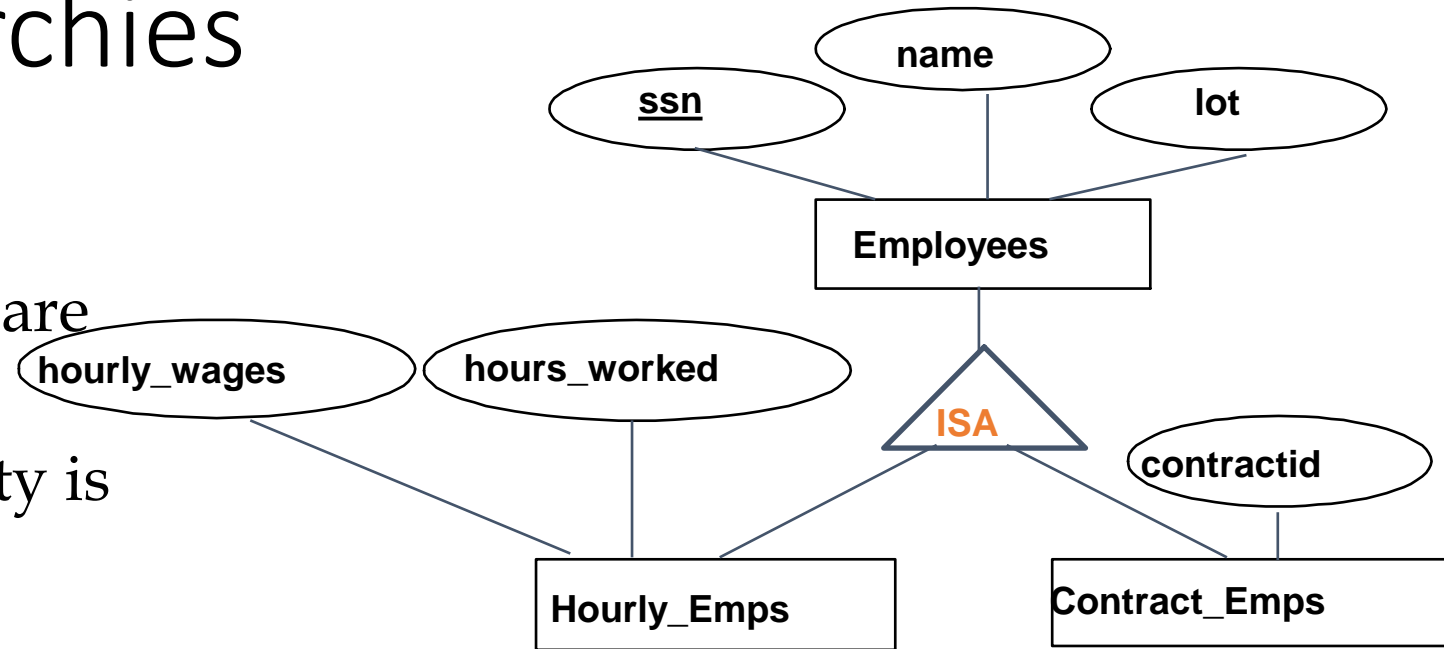 rchies
name
ssn
lot
Employees
are
hourly_wages
hours_worked
ISA
contractid
ty is
Hourly_Emps
Contract_Emps